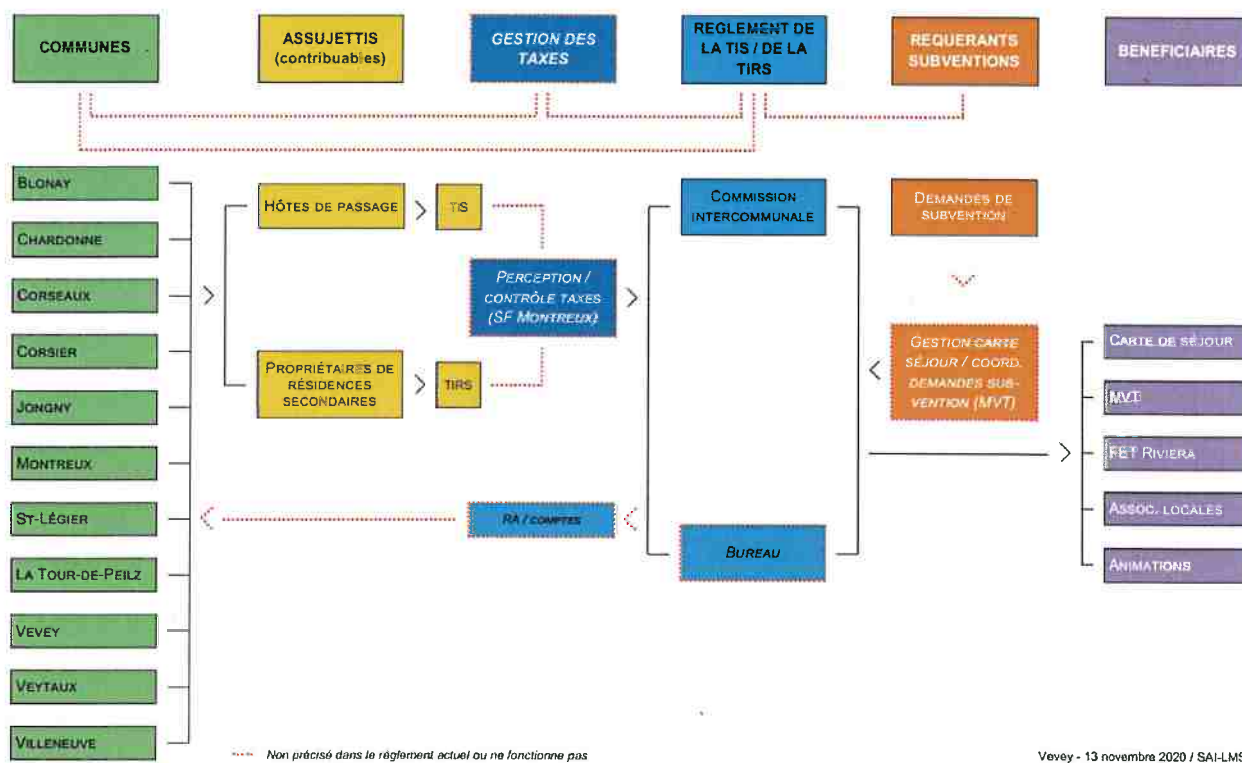 COMMUNES
ASSUJETTIS
(contribuables)
GESTION DES
TAXES
REGLEMENT DE
LA TIS / DE LA
TIRS
REQUERANTS
SUBVENTIONS
BENEFICIAIRES
BLONAY
CHARDONNE
CORSEAUX
CORSIER
JONGNY
MONTREUX
ST-LÉGIER
LA TOUR-DE-PEILZ
VEVEY
VEYTAUX
VILLENEUVE
HÔTES DE PASSAGE
TIS
PROPRIÉTAIRES DE
RÉSIDENCES
SECONDAIRES
TIRS
PERCEPTION /
CONTRÔLE TAXES
(SF MONTREUX)
COMMISSION
INTERCOMMUNALE
BUREAU
RA / COMPTES
DEMANDES DE
SUBVENTION
GESTION CARTE
SÉJOUR / COORD.
DEMANDES SUB-
VENTION (MVT)
CARTE DE SÉJOUR
MVT
FET RIVIERA
ASSOC. LOCALES
ANIMATIONS
Non précisé dans le règlement actuel ou ne fonctionne pas
Vevey - 13 novembre 2020 / SAI-LMS